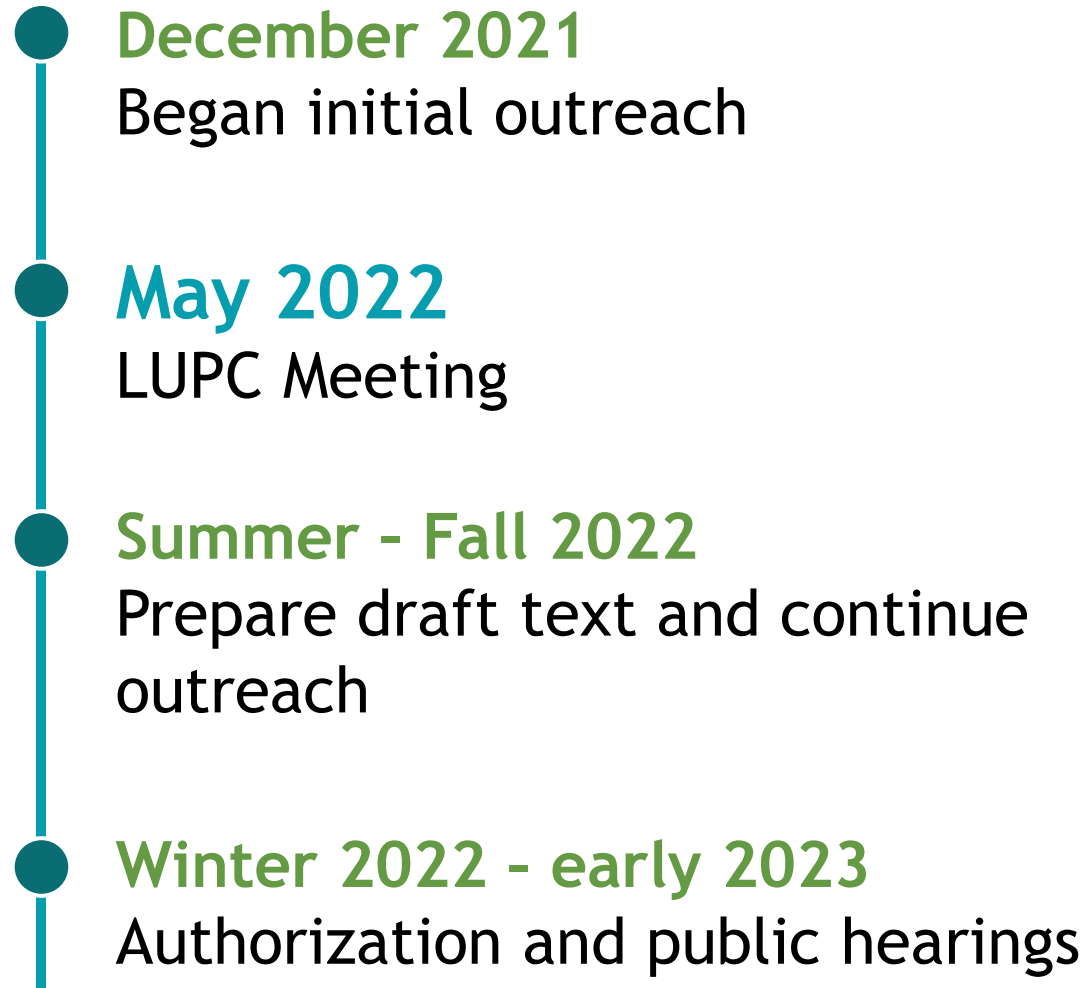 December 2021
Began initial outreach
May 2022
LUPC Meeting
Summer – Fall 2022
Prepare draft text and continue
outreach
Winter 2022 – early 2023
Authorization and public hearings